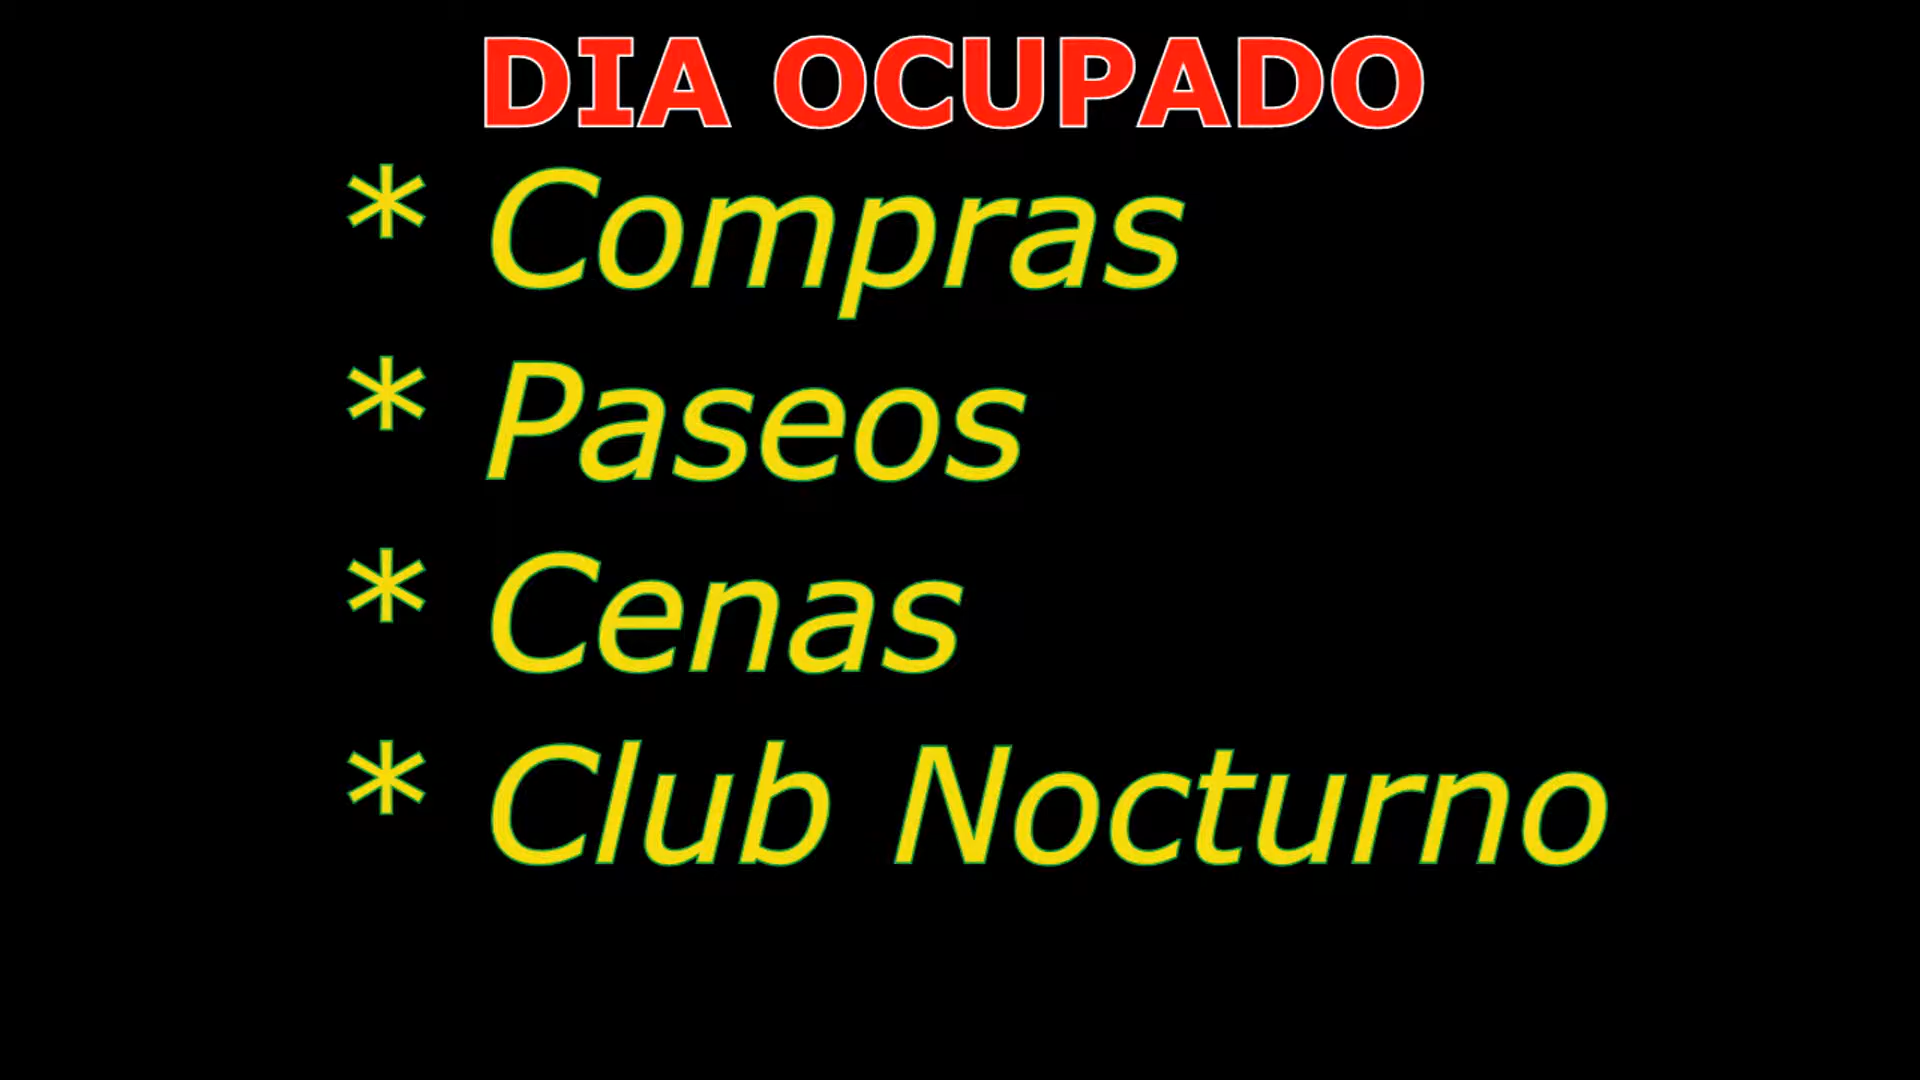 DIA OCUPADO
* Compras
* Paseos
* Cenas
* Club Nocturno